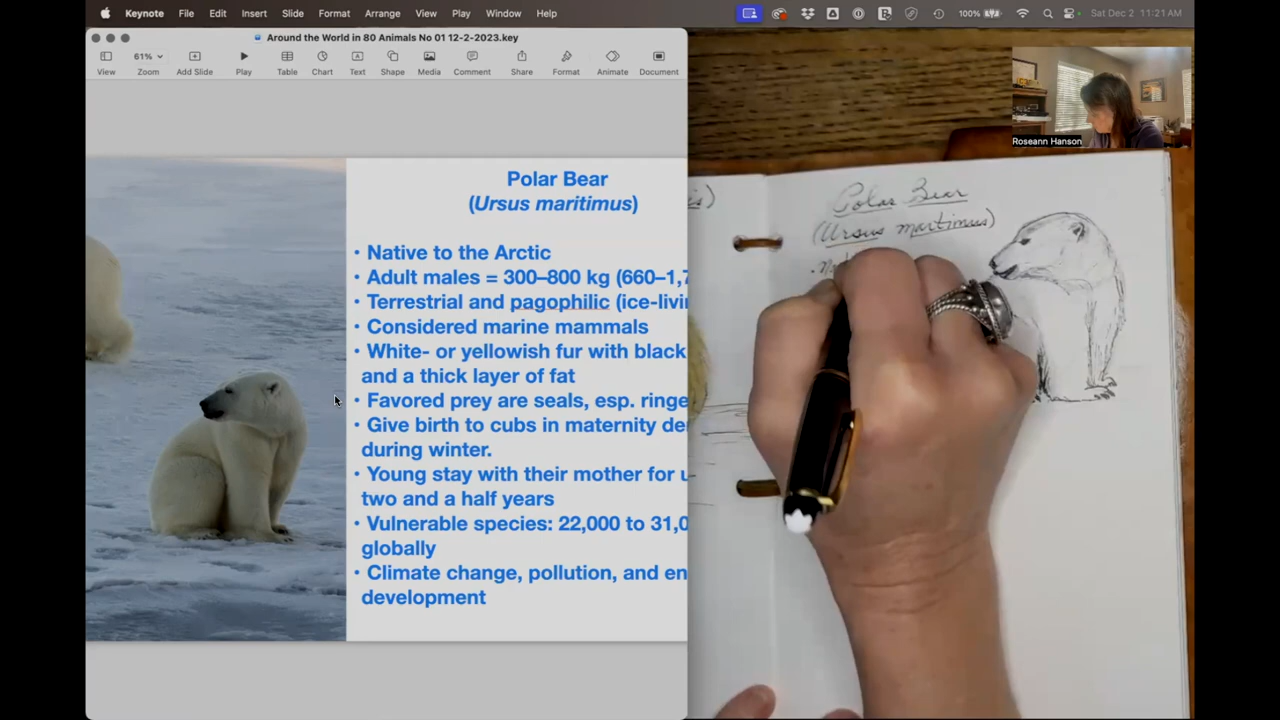 Keynote File Edit Insert Slide Format Arrange View Play Window Help 100% Sat Dec 2 11:21 AM
Around the World in 80 Animals No 01 12-2-2023.key
61%
View Zoom Add Slide Play Table Chart Text Shape Media Comment Share Format Animate Document
Roseann Hanson
Polar Bear
(Ursus maritimus)
• Native to the Arctic
• Adult males = 300–800 kg (660–1,7
• Terrestrial and pagophilic (ice-livin
• Considered marine mammals
• White- or yellowish fur with black
and a thick layer of fat
• Favored prey are seals, esp. ringe
• Give birth to cubs in maternity de
during winter.
• Young stay with their mother for u
two and a half years
• Vulnerable species: 22,000 to 31,0
globally
• Climate change, pollution, and en
development
Polar Bear
(Ursus martimus)